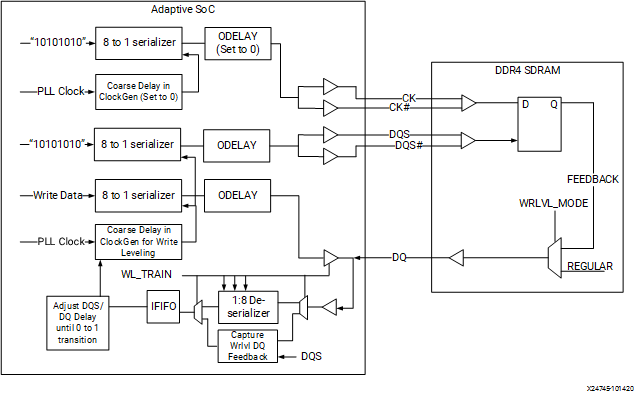 Adaptive SoC
"10101010"
8 to 1 serializer
ODELAY
(Set to 0)
PLL Clock
Coarse Delay in
ClockGen (Set to 0)
CK
CK#
DDR4 SDRAM
D
Q
"10101010"
8 to 1 serializer
ODELAY
DQS
DQS#
FEEDBACK
Write Data
8 to 1 serializer
ODELAY
WRLVL_MODE
PLL Clock
Coarse Delay in
ClockGen for Write
Leveling
DQ
REGULAR
WL_TRAIN
Adjust DQS/
DQ Delay
until 0 to 1
transition
IFIFO
1:8 De-
serializer
Capture
Wrlvl DQ
Feedback
DQS
X24745-101420